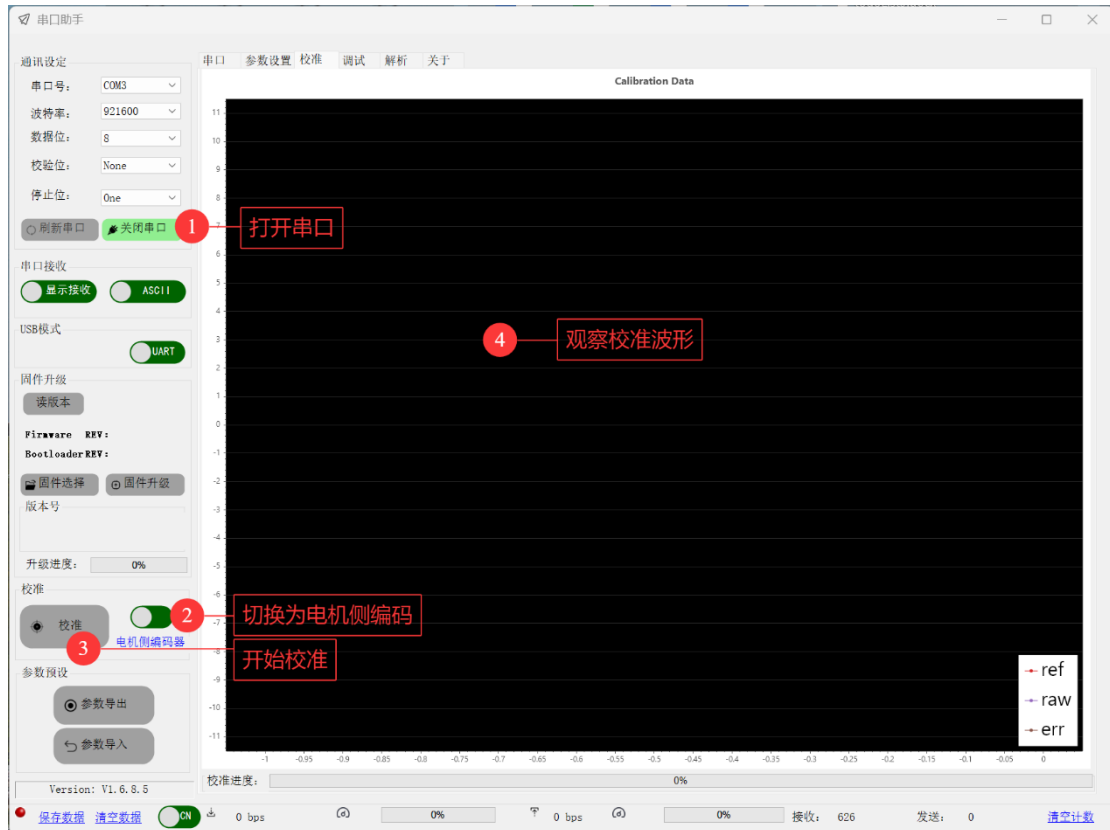 串口助手
通讯设定
串口号： COM3
波特率： 921600
数据位： 8
校验位： None
停止位： One
刷新串口 关闭串口
串口接收
显示接收 ASCII
USB模式
UART
固件升级
读版本
Firmware REV:
Bootloader REV:
固件选择 固件升级
版本号
升级进度： 0%
校准
校准
电机侧编码器
参数预设
参数导出
参数导入
Version: V1.6.8.5
串口 参数设置 校准 调试 解析 关于
Calibration Data
11
10
9
8
7
6
5
4
3
2
1
0
-1
-2
-3
-4
-5
-6
-7
-8
-9
-10
-11
-1 -0.95 -0.9 -0.85 -0.8 -0.75 -0.7 -0.65 -0.6 -0.55 -0.5 -0.45 -0.4 -0.35 -0.3 -0.25 -0.2 -0.15 -0.1 -0.05 0
1 打开串口
4 观察校准波形
2 切换为电机侧编码
3 开始校准
ref
raw
err
校准进度： 0%
保存数据 清空数据 CN 0 bps 0% 0 bps 0% 接收： 626 发送： 0 清空计数